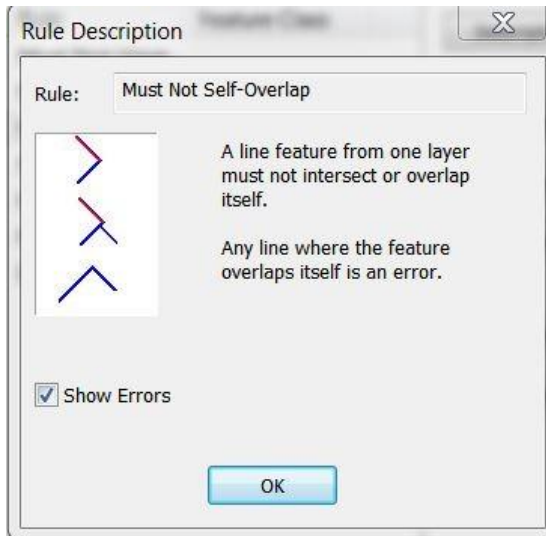 Rule Description
Rule:
Must Not Self-Overlap
A line feature from one layer
must not intersect or overlap
itself.
Any line where the feature
overlaps itself is an error.
Show Errors
OK